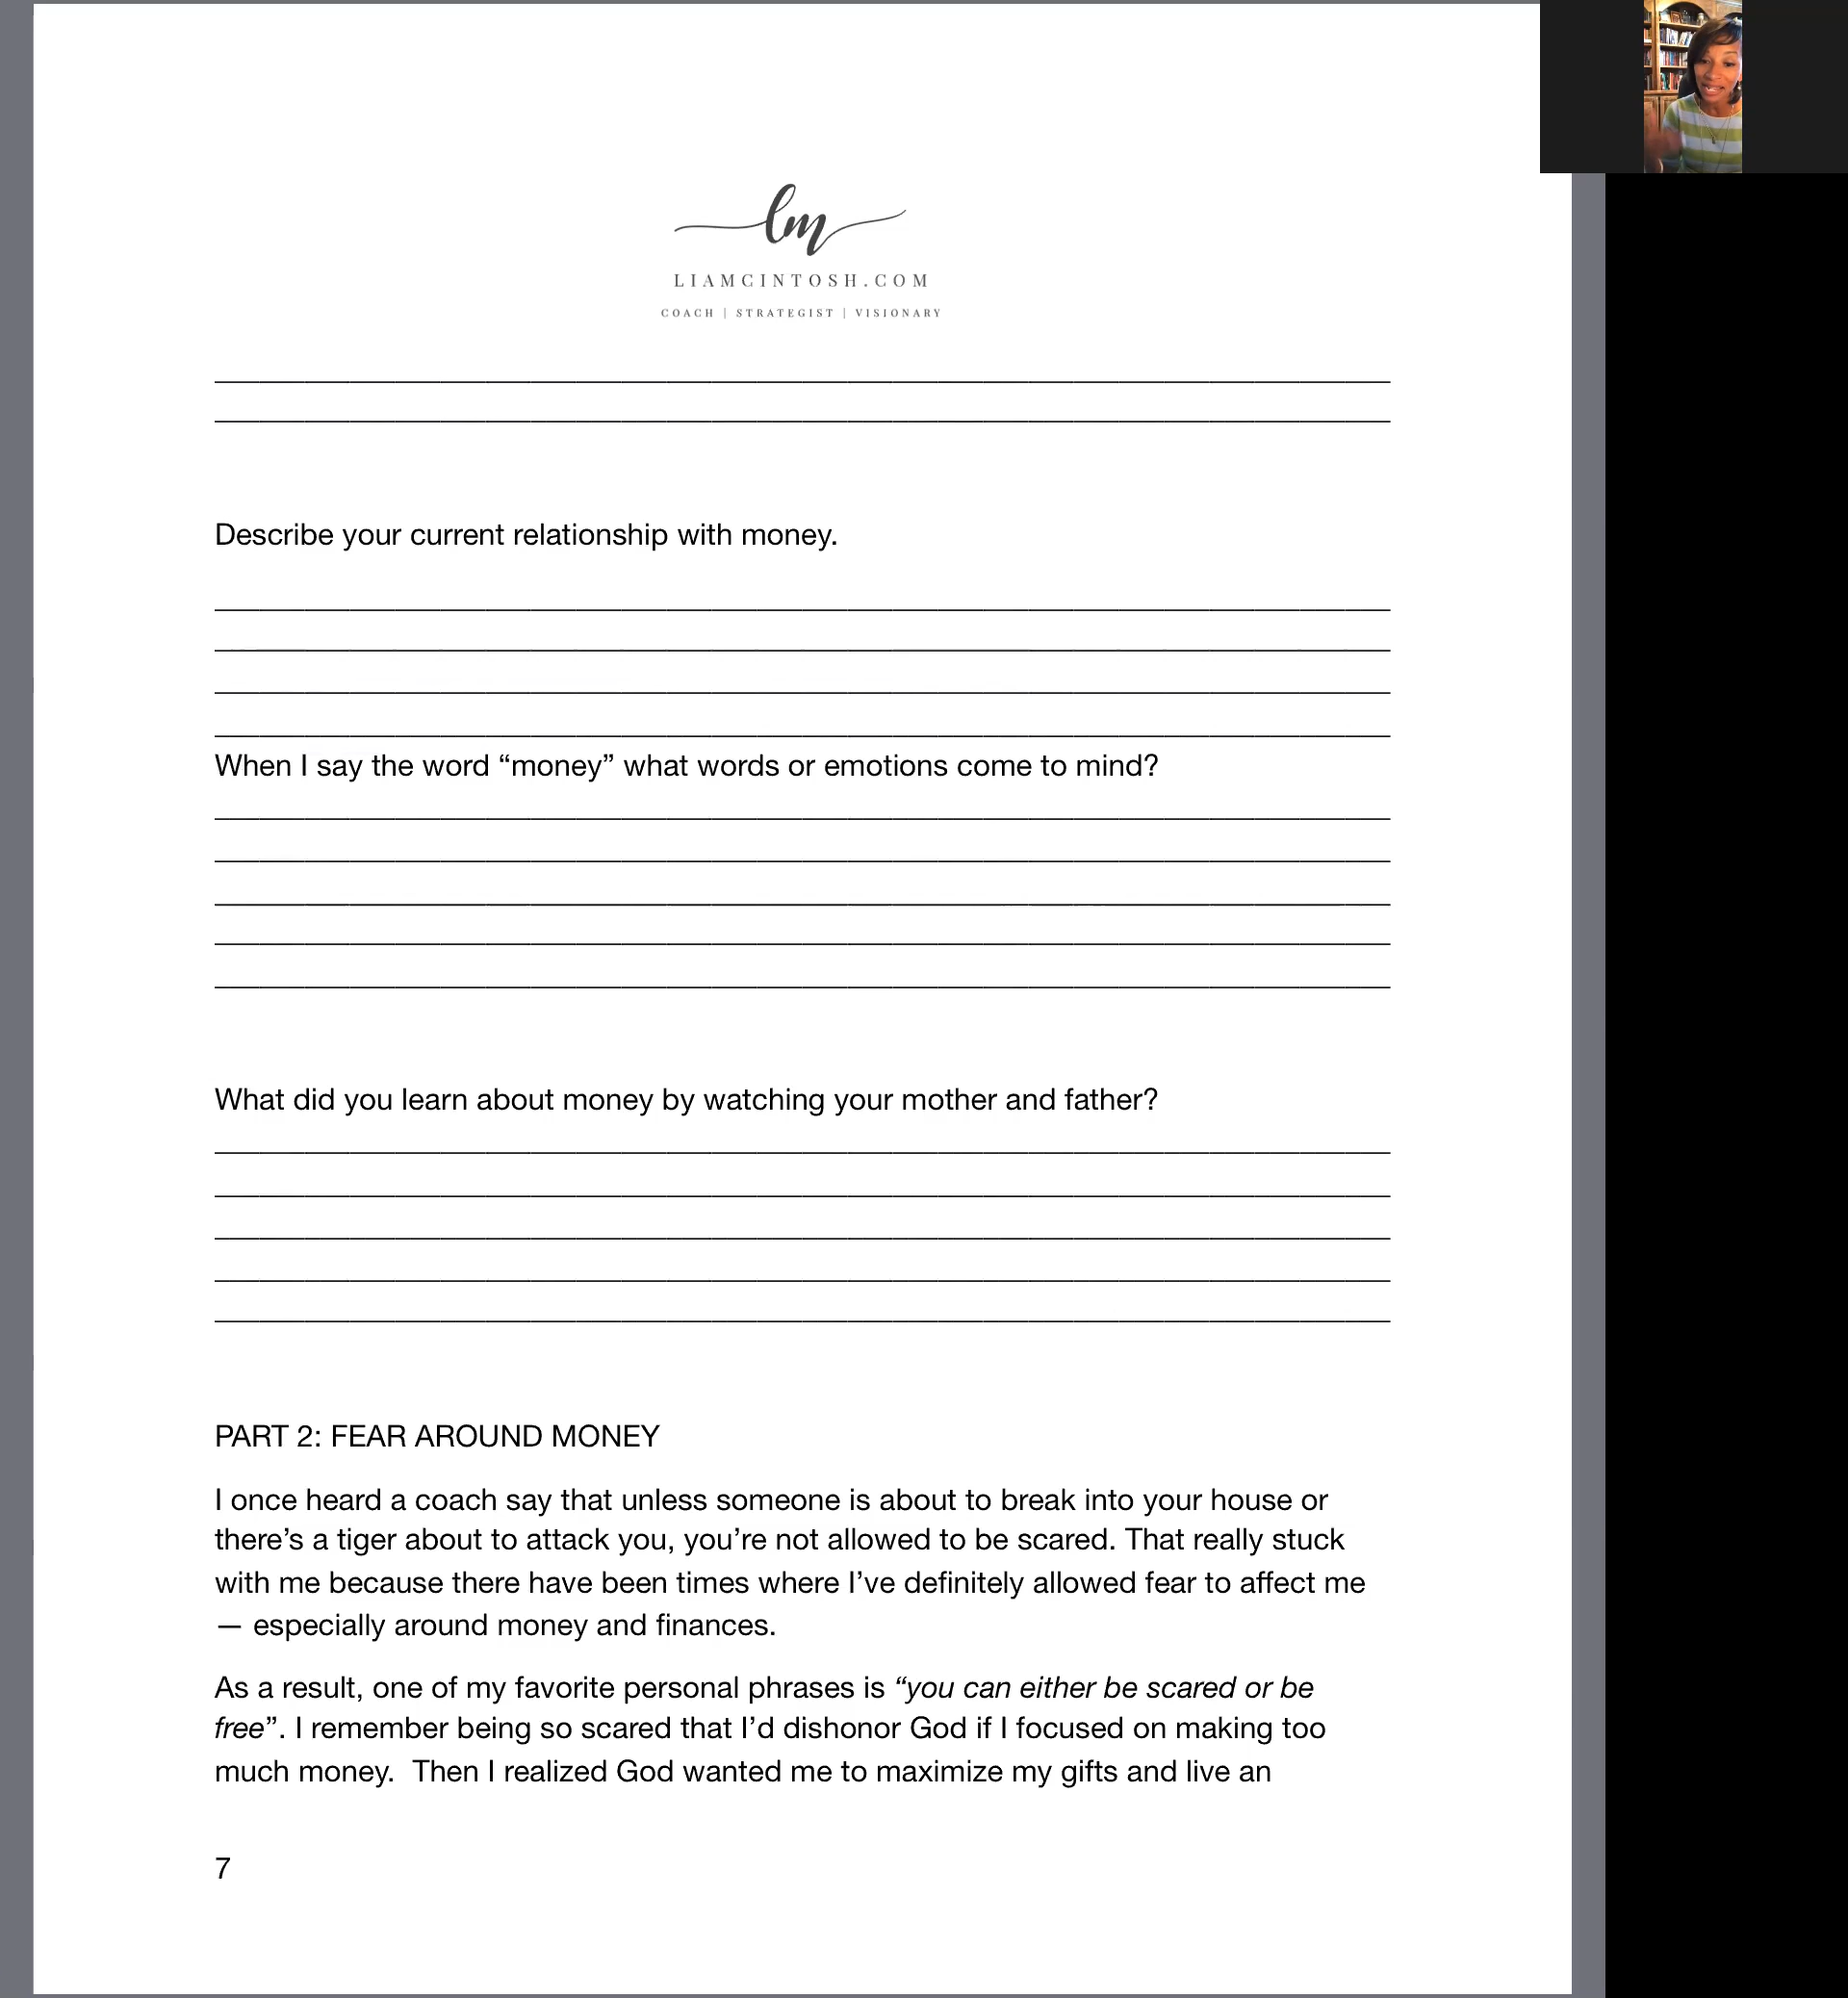 lm
LIAMCINTOSH.COM
COACH | STRATEGIST | VISIONARY
Describe your current relationship with money.
When I say the word “money” what words or emotions come to mind?
What did you learn about money by watching your mother and father?
PART 2: FEAR AROUND MONEY
I once heard a coach say that unless someone is about to break into your house or
there’s a tiger about to attack you, you’re not allowed to be scared. That really stuck
with me because there have been times where I’ve definitely allowed fear to affect me
— especially around money and finances.
As a result, one of my favorite personal phrases is “you can either be scared or be
free”. I remember being so scared that I’d dishonor God if I focused on making too
much money.  Then I realized God wanted me to maximize my gifts and live an
7